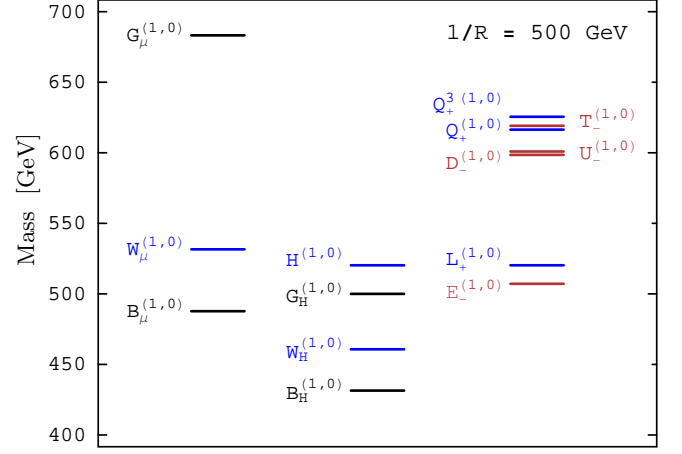 700
650
600
550
500
450
400
Mass [GeV]
1/R = 500 GeV
G_μ^(1,0)
W_μ^(1,0)
B_μ^(1,0)
H^(1,0)
G_H^(1,0)
W_H^(1,0)
B_H^(1,0)
Q_+^3 (1,0)
Q_+^(1,0)
D_-^(1,0)
T_-^(1,0)
U_-^(1,0)
L_+^(1,0)
E_-^(1,0)